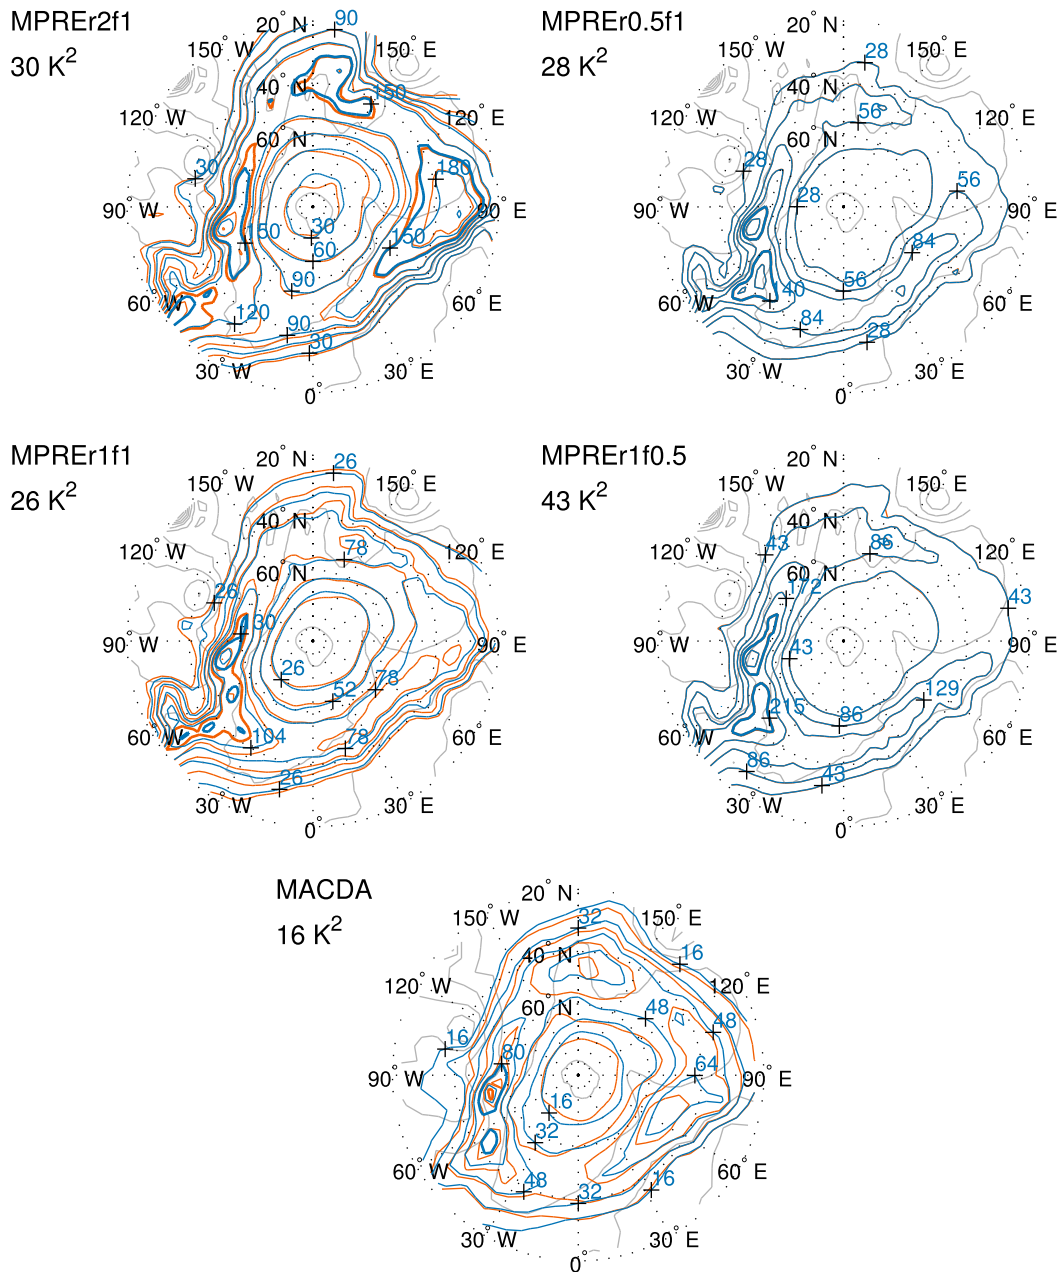 MPREr2f1
30 K2
20° N
150° W
150° E
40° N
120° W
120° E
60° N
90° W
90° E
60° W
60° E
30° W
30° E
0°
90
150
30
180
150
150
30
60
90
120
90
30
MPREr0.5f1
28 K2
20° N
150° W
150° E
40° N
120° W
120° E
60° N
90° W
90° E
60° W
60° E
30° W
30° E
0°
28
56
28
56
28
84
140
56
84
28
MPREr1f1
26 K2
20° N
150° W
150° E
40° N
120° W
120° E
60° N
90° W
90° E
60° W
60° E
30° W
30° E
0°
26
78
26
130
26
52
78
104
78
26
MPREr1f0.5
43 K2
20° N
150° W
150° E
40° N
120° W
120° E
60° N
90° W
90° E
60° W
60° E
30° W
30° E
0°
43
86
172
43
43
129
215
86
86
43
MACDA
16 K2
20° N
150° W
150° E
40° N
120° W
120° E
60° N
90° W
90° E
60° W
60° E
30° W
30° E
0°
32
16
48
48
16
80
64
16
32
48
32
16